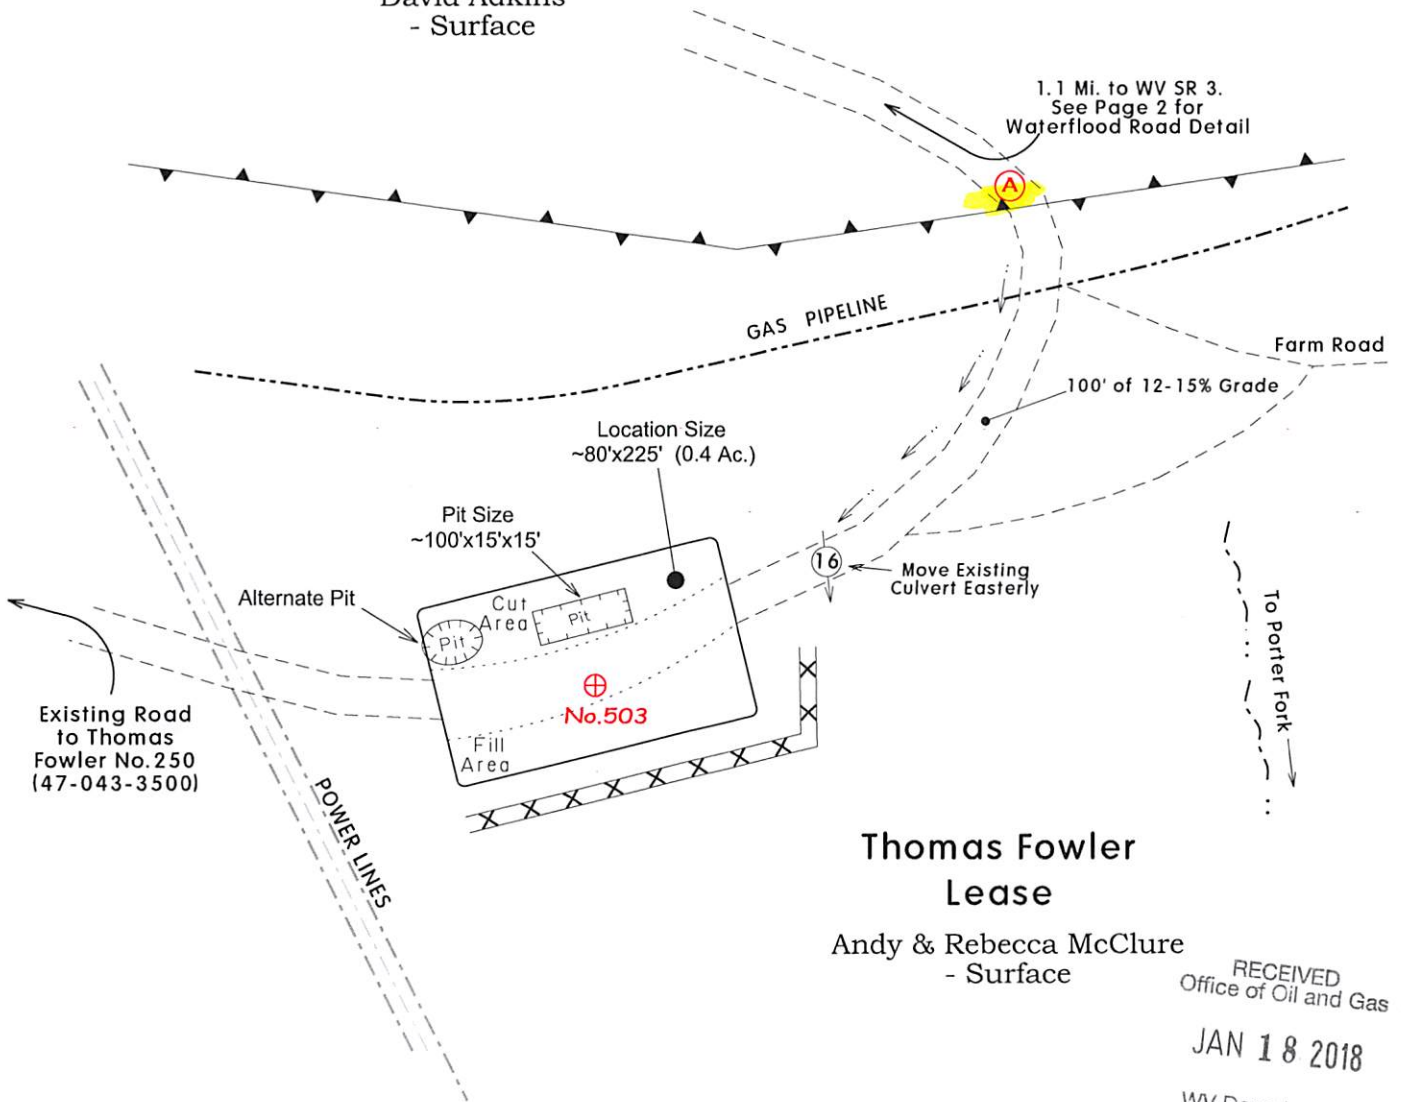 David Adkins
- Surface
1.1 Mi. to WV SR 3.
See Page 2 for
Waterflood Road Detail
A
GAS PIPELINE
Farm Road
100' of 12-15% Grade
Location Size
~80'x225' (0.4 Ac.)
Pit Size
~100'x15'x15'
16
Move Existing
Culvert Easterly
Alternate Pit
Cut
Area
Pit
Pit
To Porter Fork
No.503
Existing Road
to Thomas
Fowler No.250
(47-043-3500)
Fill
Area
POWER LINES
Thomas Fowler
Lease
Andy & Rebecca McClure
- Surface
RECEIVED
Office of Oil and Gas
JAN 18 2018